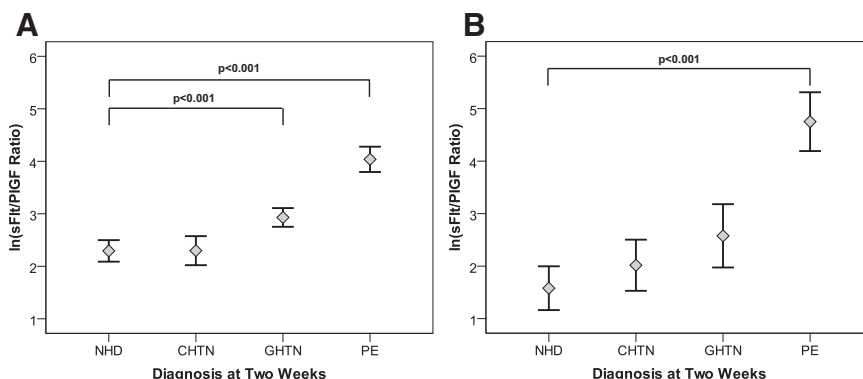 A
6
5
4
3
2
1
ln(sFlt/PlGF Ratio)
p<0.001
p<0.001
NHD CHTN GHTN PE
Diagnosis at Two Weeks
B
6
5
4
3
2
1
ln(sFlt/PlGF Ratio)
p<0.001
NHD CHTN GHTN PE
Diagnosis at Two Weeks